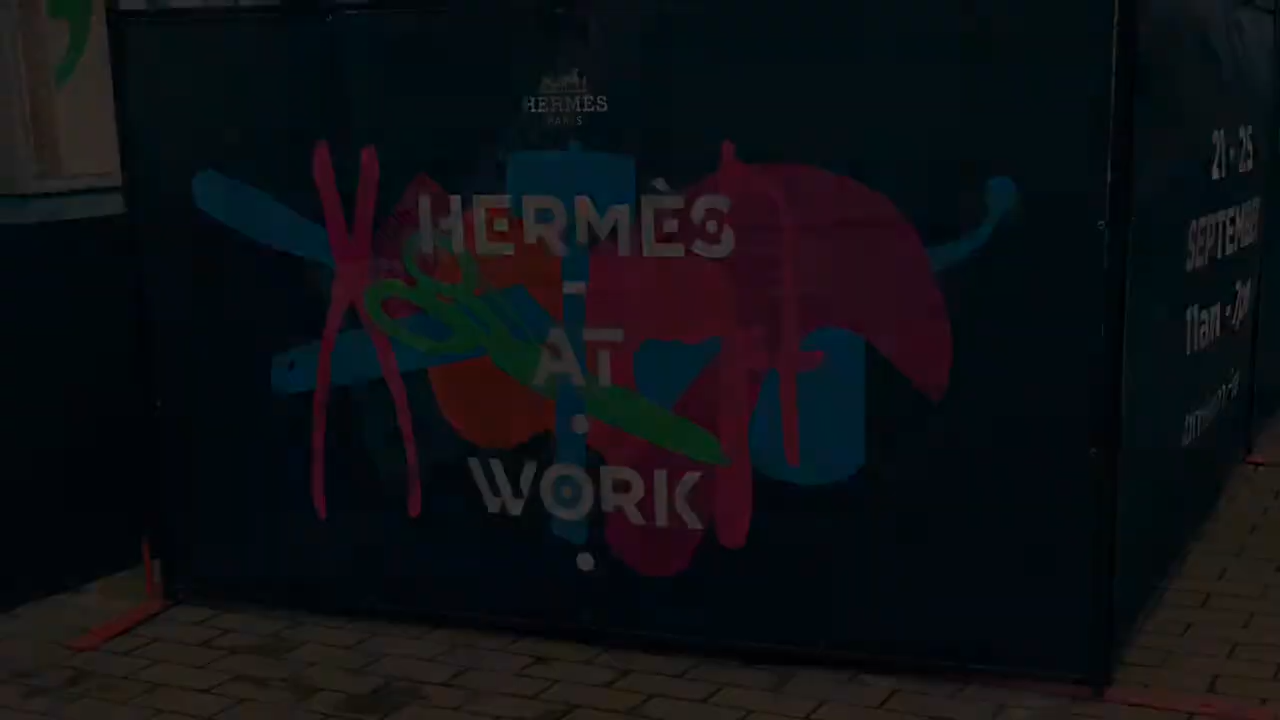 HERMÈS
PARIS
HERMÈS
AT
WORK
21 - 25
SEPTEMBER
11am - 7pm